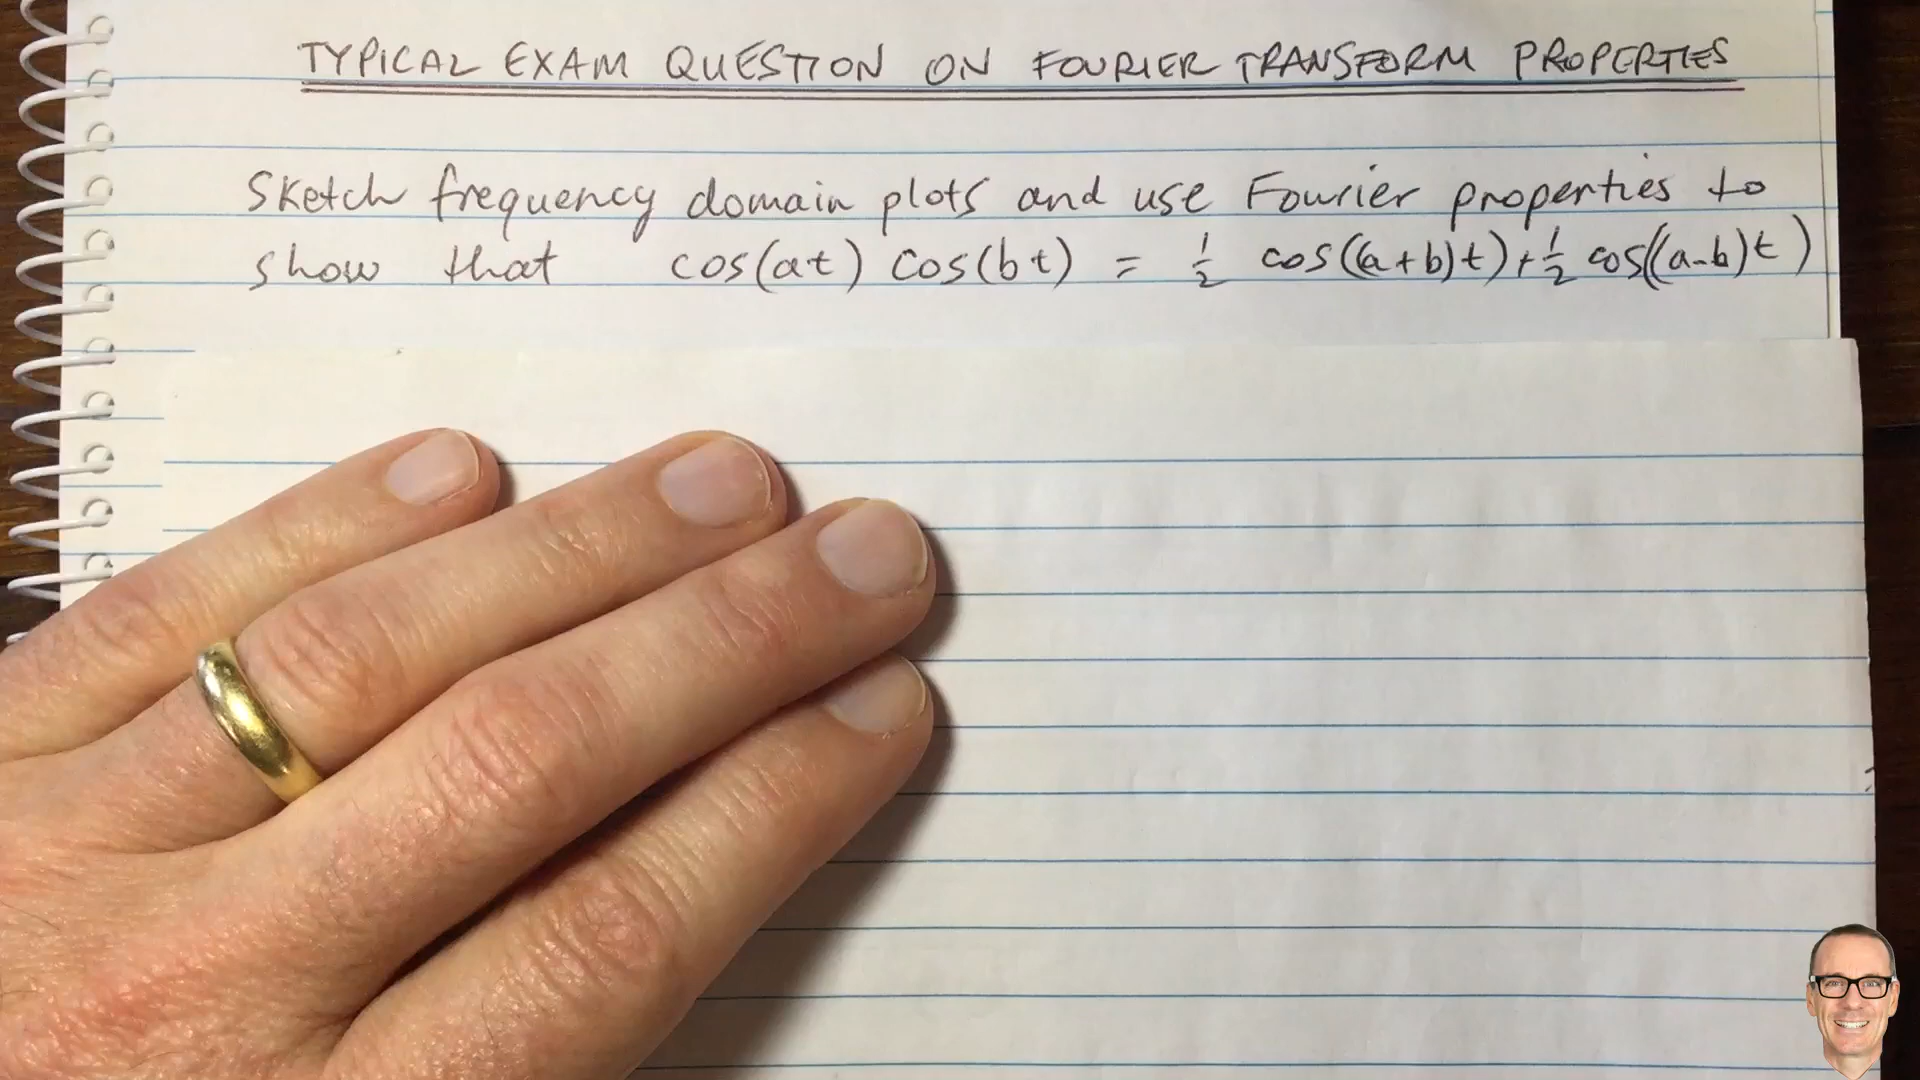 TYPICAL EXAM QUESTION ON FOURIER TRANSFORM PROPERTIES
Sketch frequency domain plots and use Fourier properties to
show that cos(at) cos(bt) = 1/2 cos((a+b)t)+1/2 cos((a-b)t)